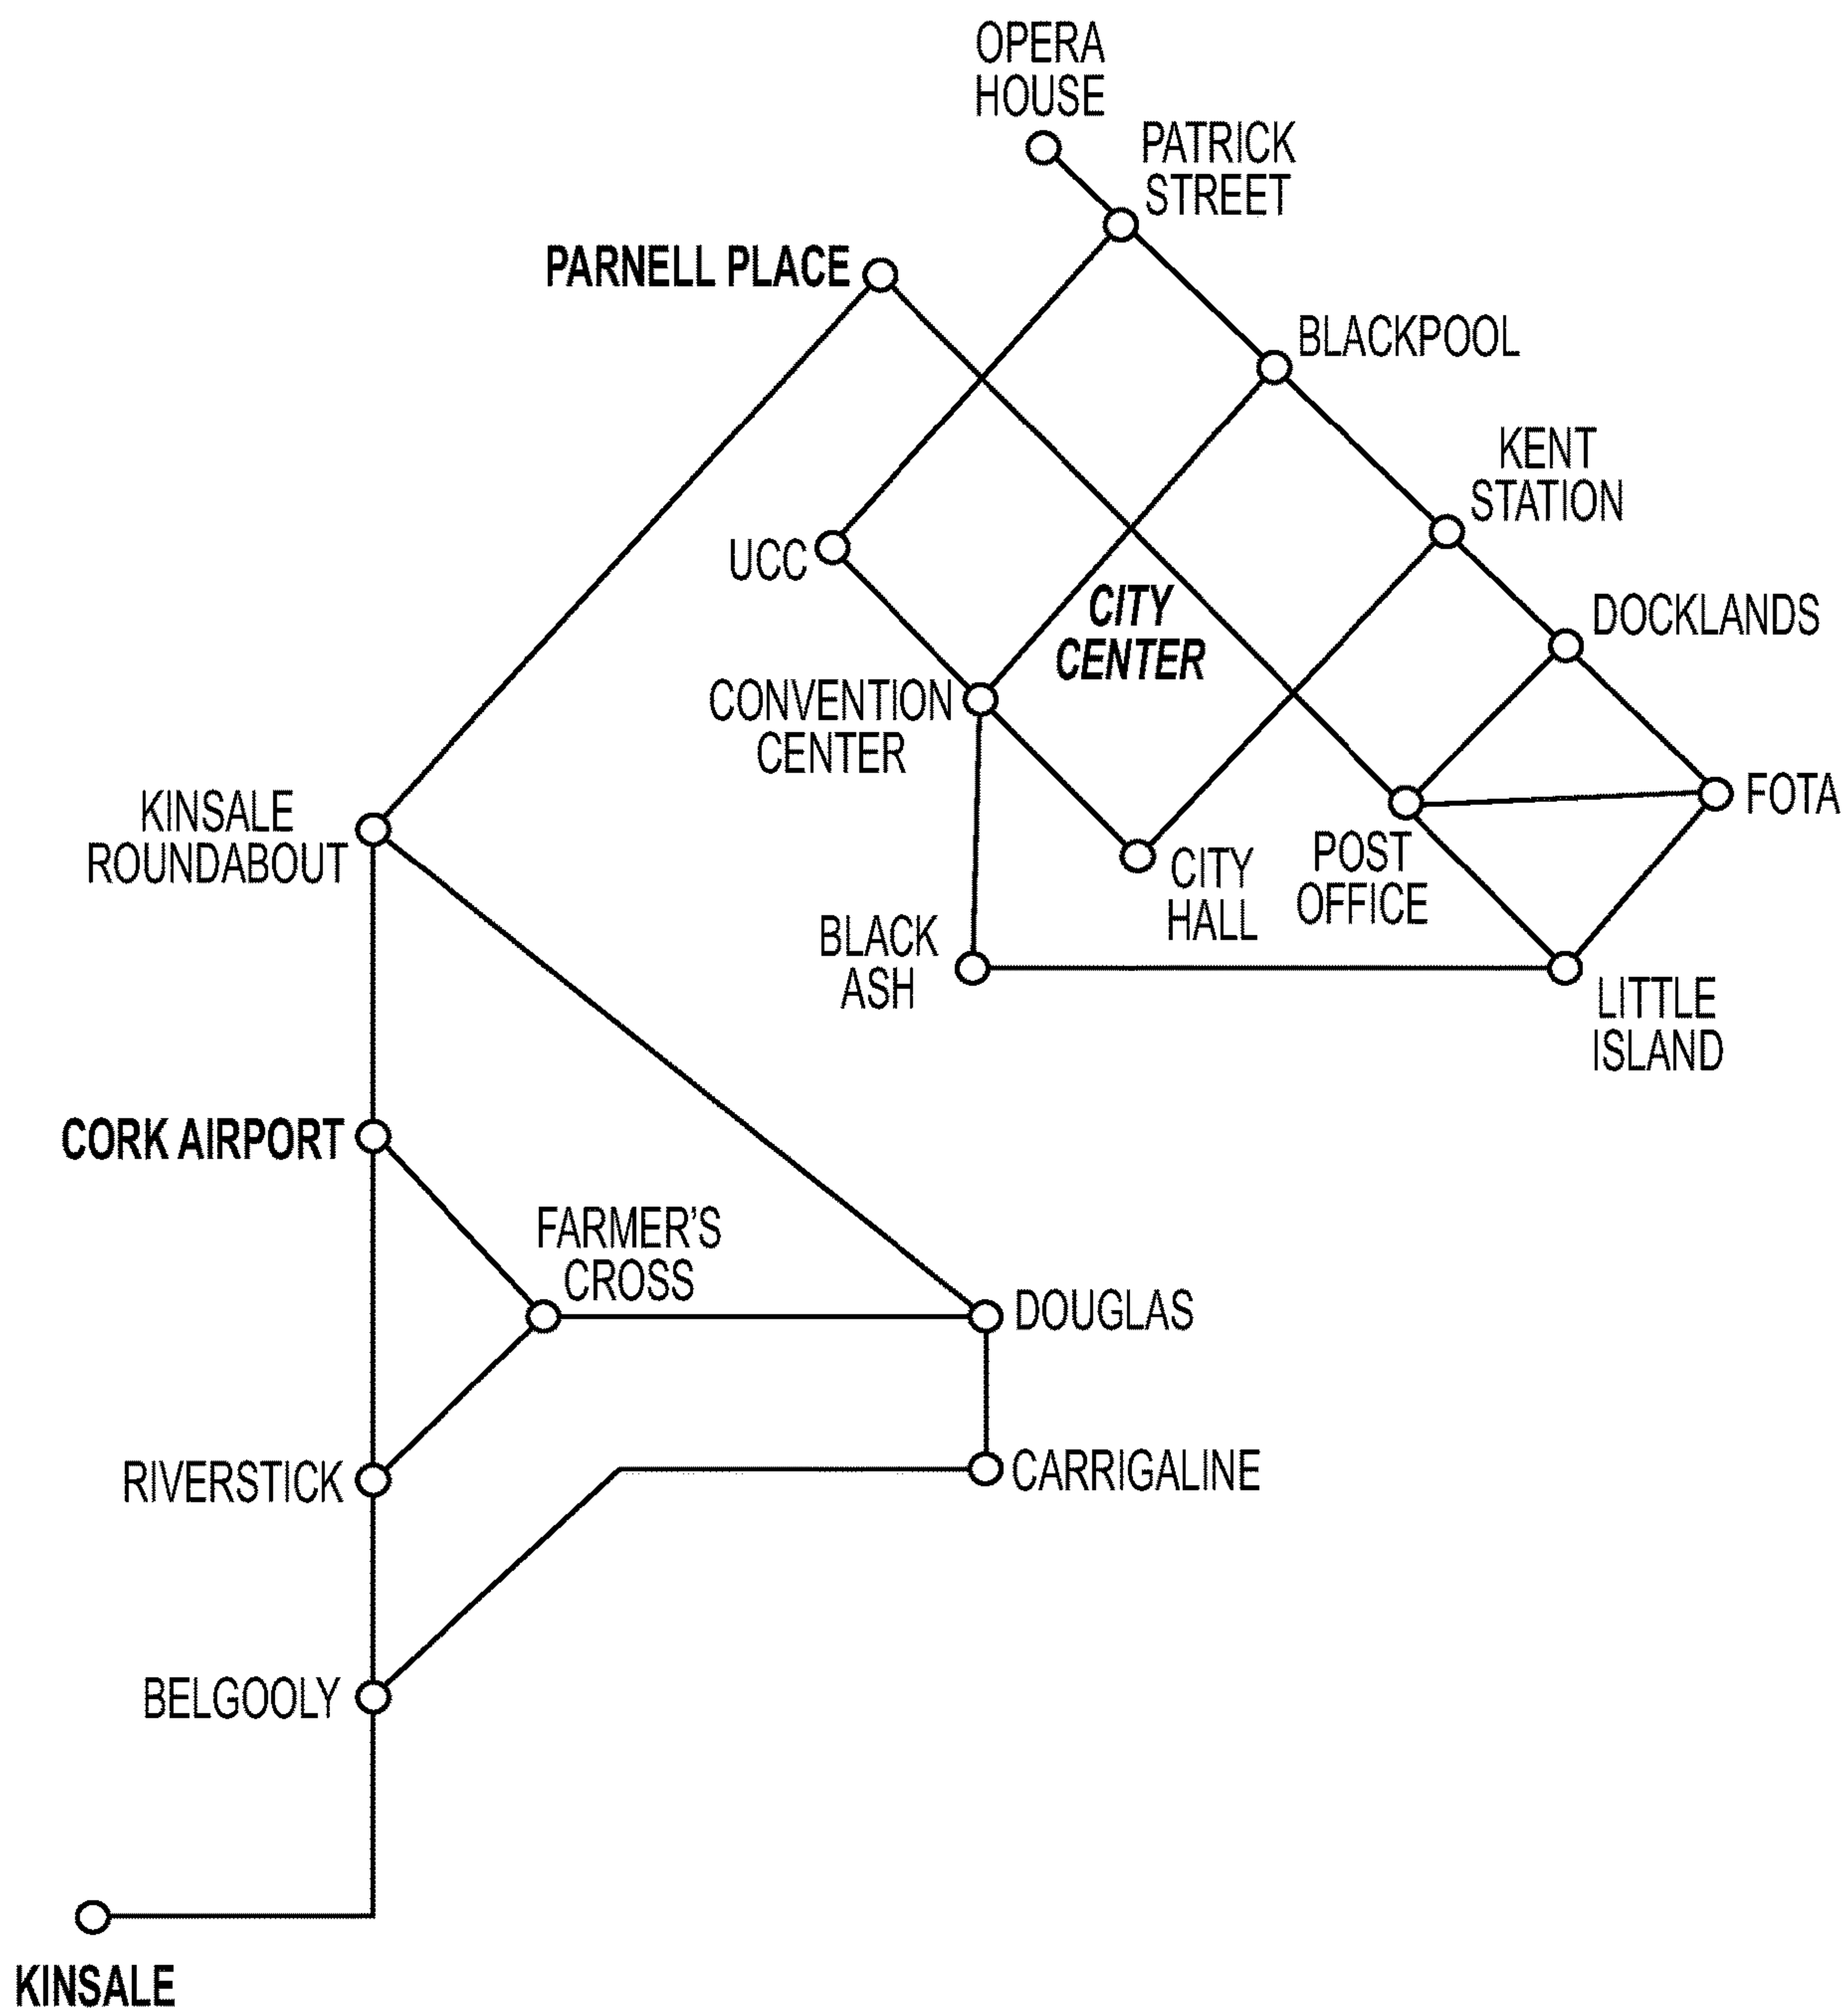 OPERA
HOUSE
PATRICK
STREET
PARNELL PLACE
BLACKPOOL
KENT
STATION
UCC
CITY
CENTER
DOCKLANDS
CONVENTION
CENTER
FOTA
KINSALE
ROUNDABOUT
POST
OFFICE
CITY
HALL
BLACK
ASH
LITTLE
ISLAND
CORK AIRPORT
FARMER'S
CROSS
DOUGLAS
RIVERSTICK
CARRIGALINE
BELGOOLY
KINSALE